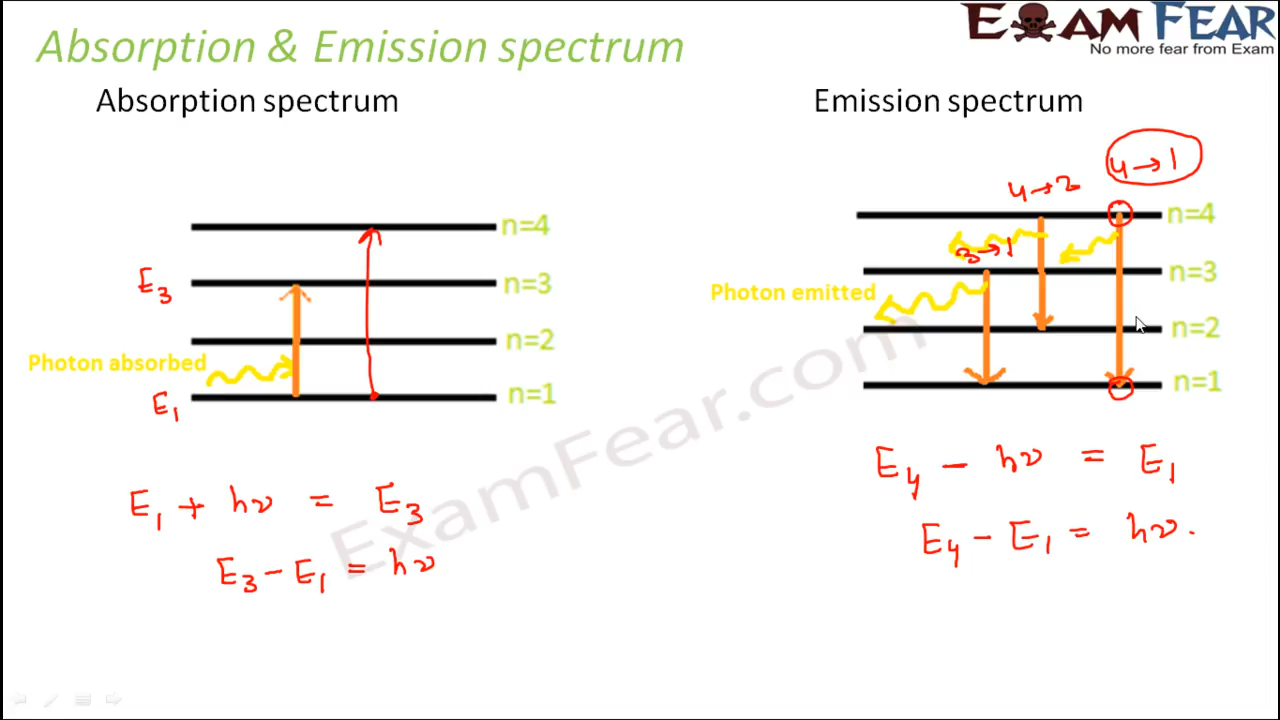 Absorption & Emission spectrum
EXAM FEAR
No more fear from Exam
Absorption spectrum
n=4
E3
n=3
n=2
Photon absorbed
n=1
E1
E1 + hν = E3
E3 - E1 = hν
Emission spectrum
4→1
4→2
n=4
3→1
n=3
Photon emitted
n=2
n=1
E4 - hν = E1
E4 - E1 = hν.
ExamFear.com